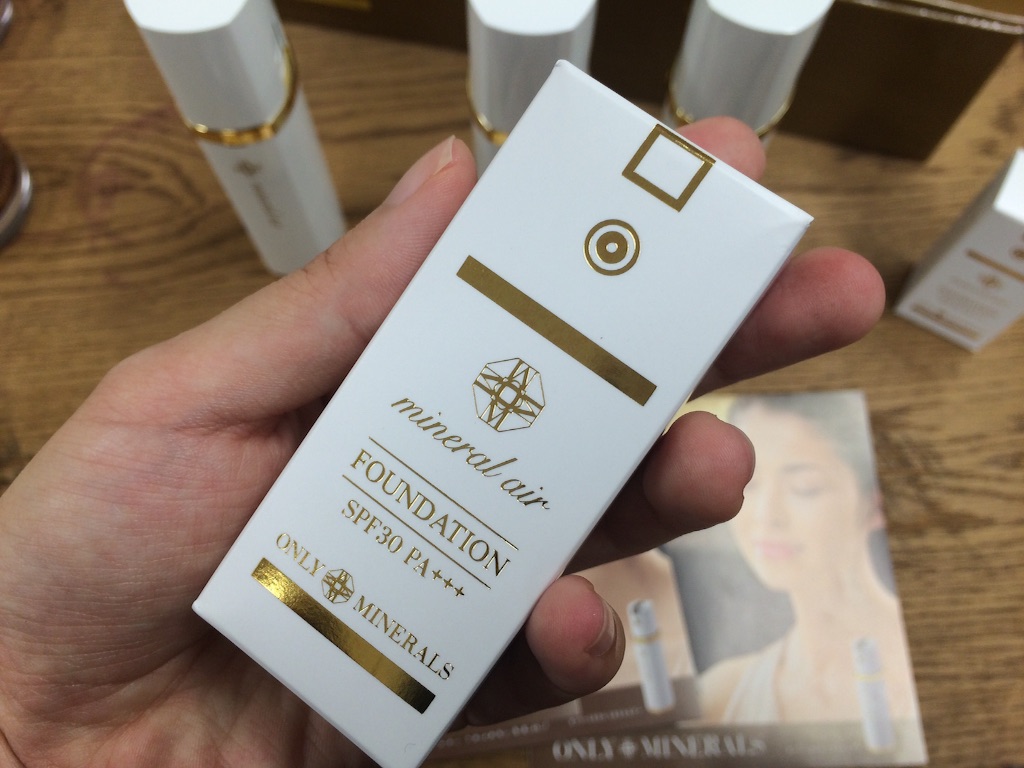 mineral air
FOUNDATION
SPF30 PA+++
ONLY MINERALS
ONLY MINERALS